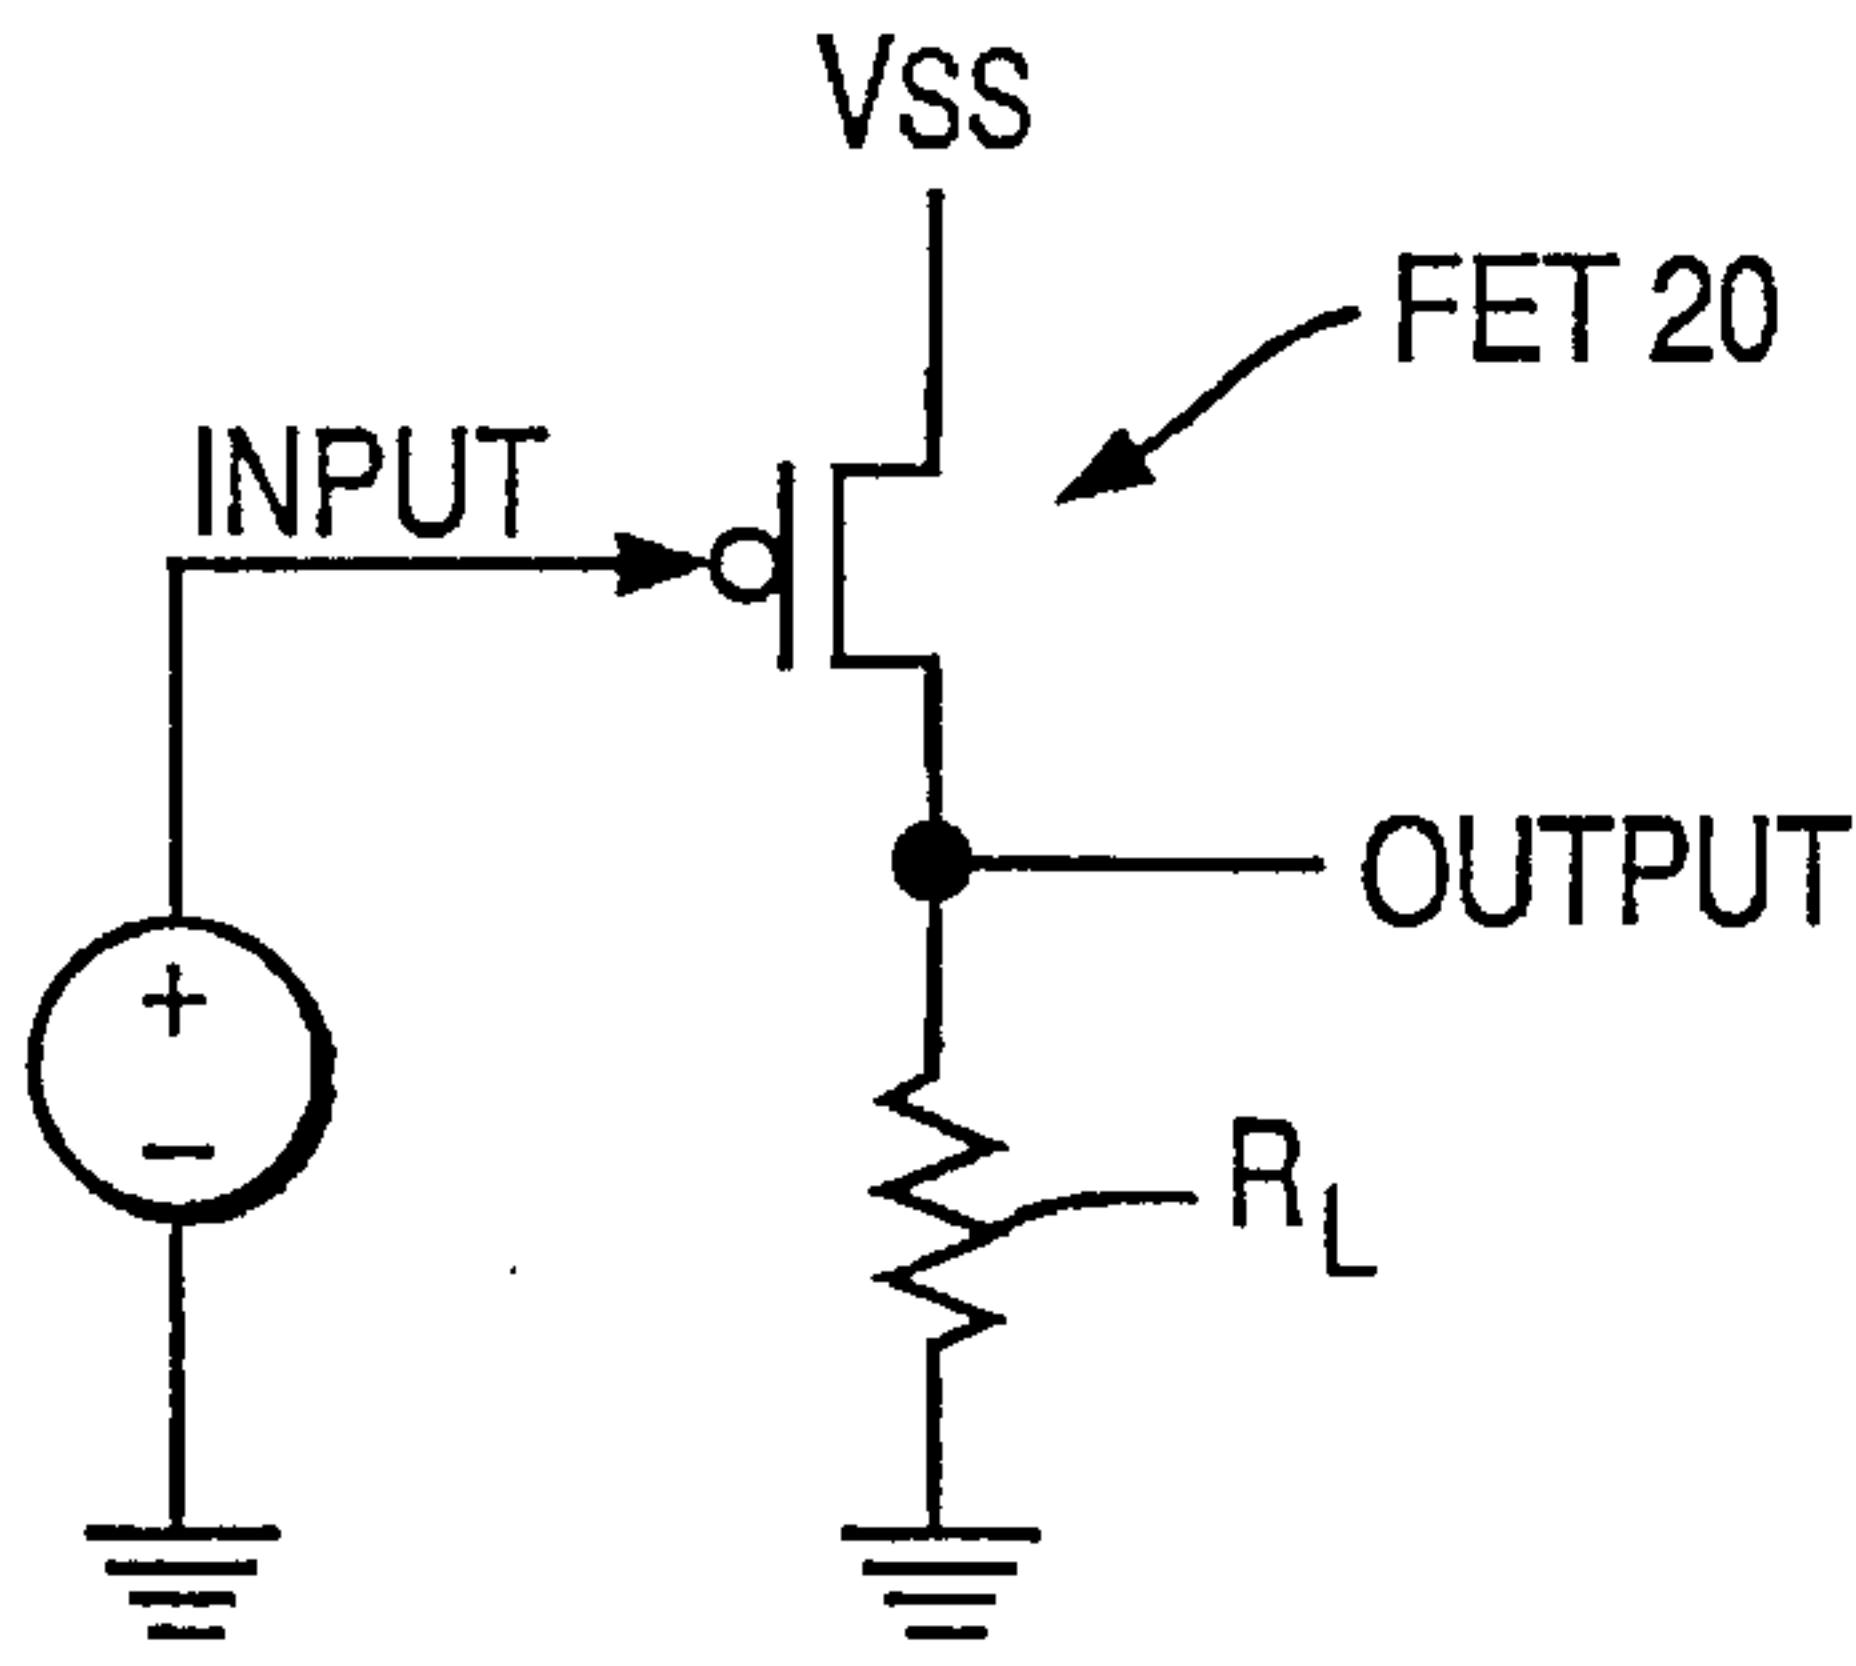 VSS
FET 20
INPUT
OUTPUT
+
−
RL